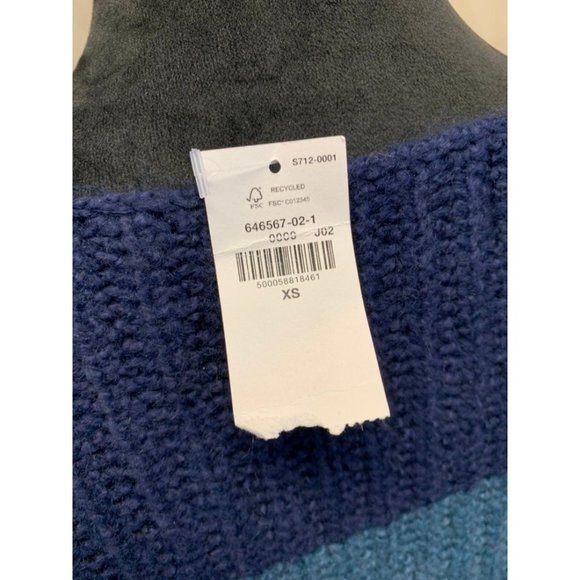 S712-0001
RECYCLED
FSC
FSC® C012345
646567-02-1
0000 J02
500058818461
XS